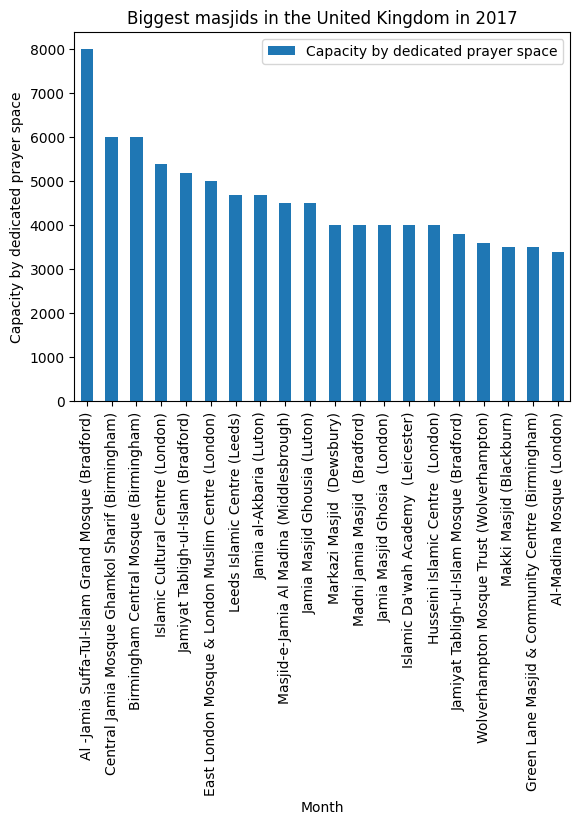 Biggest masjids in the United Kingdom in 2017
Capacity by dedicated prayer space
Capacity by dedicated prayer space
8000
7000
6000
5000
4000
3000
2000
1000
0
Al -Jamia Suffa-Tul-Islam Grand Mosque (Bradford)
Central Jamia Mosque Ghamkol Sharif (Birmingham)
Birmingham Central Mosque (Birmingham)
Islamic Cultural Centre (London)
Jamiyat Tabligh-ul-Islam (Bradford)
East London Mosque & London Muslim Centre (London)
Leeds Islamic Centre (Leeds)
Jamia al-Akbaria (Luton)
Masjid-e-Jamia Al Madina (Middlesbrough)
Jamia Masjid Ghousia (Luton)
Markazi Masjid  (Dewsbury)
Madni Jamia Masjid  (Bradford)
Jamia Masjid Ghosia  (London)
Islamic Da'wah Academy  (Leicester)
Husseini Islamic Centre  (London)
Jamiyat Tabligh-ul-Islam Mosque (Bradford)
Wolverhampton Mosque Trust (Wolverhampton)
Makki Masjid (Blackburn)
Green Lane Masjid & Community Centre (Birmingham)
Al-Madina Mosque (London)
Month